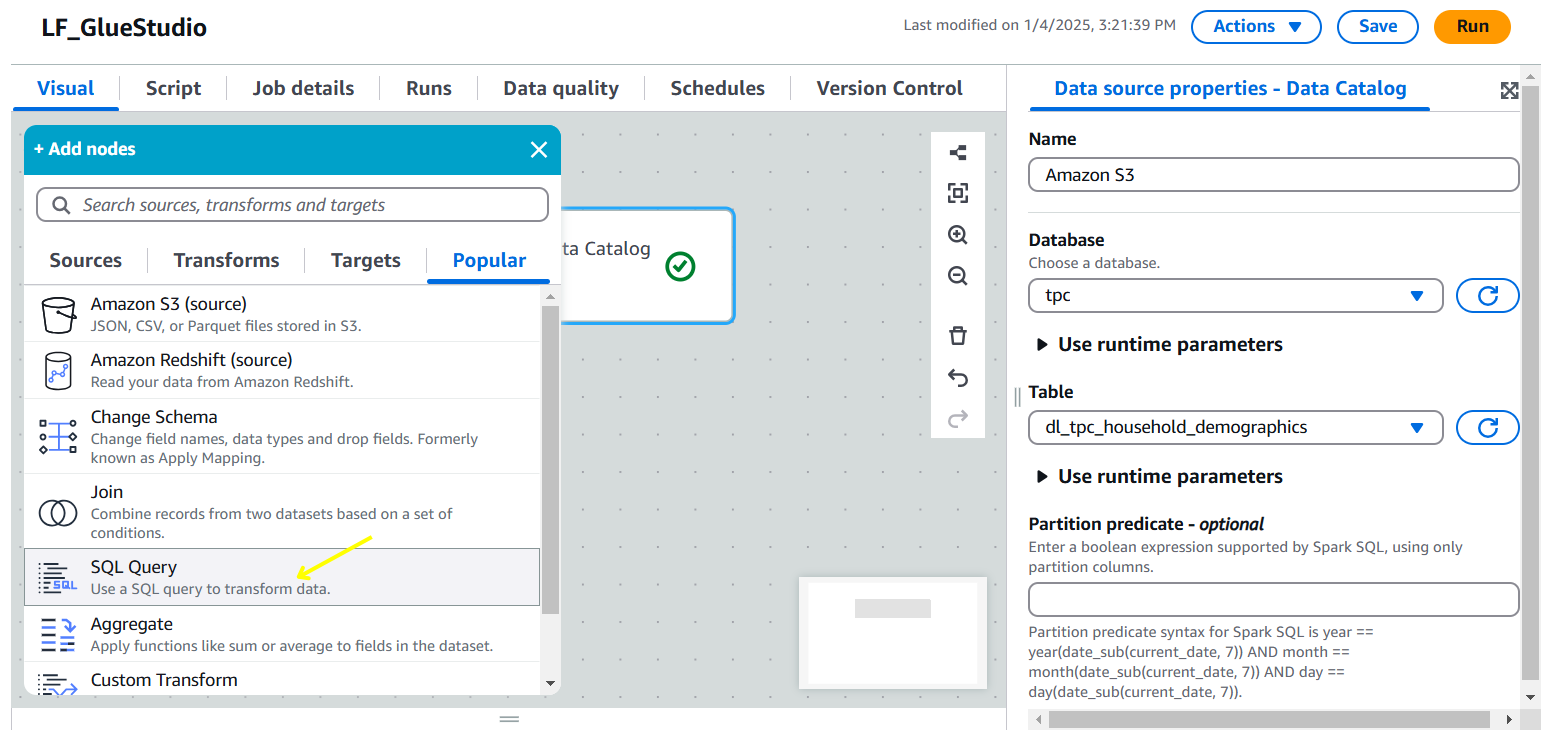 LF_GlueStudio
Last modified on 1/4/2025, 3:21:39 PM
Actions
Save
Run
Visual
Script
Job details
Runs
Data quality
Schedules
Version Control
+ Add nodes
Search sources, transforms and targets
Sources
Transforms
Targets
Popular
Amazon S3 (source)
JSON, CSV, or Parquet files stored in S3.
Amazon Redshift (source)
Read your data from Amazon Redshift.
Change Schema
Change field names, data types and drop fields. Formerly
known as Apply Mapping.
Join
Combine records from two datasets based on a set of
conditions.
SQL
SQL Query
Use a SQL query to transform data.
Aggregate
Apply functions like sum or average to fields in the dataset.
Custom Transform
ta Catalog
Data source properties - Data Catalog
Name
Amazon S3
Database
Choose a database.
tpc
Use runtime parameters
Table
dl_tpc_household_demographics
Use runtime parameters
Partition predicate - optional
Enter a boolean expression supported by Spark SQL, using only
partition columns.
Partition predicate syntax for Spark SQL is year ==
year(date_sub(current_date, 7)) AND month ==
month(date_sub(current_date, 7)) AND day ==
day(date_sub(current_date, 7)).